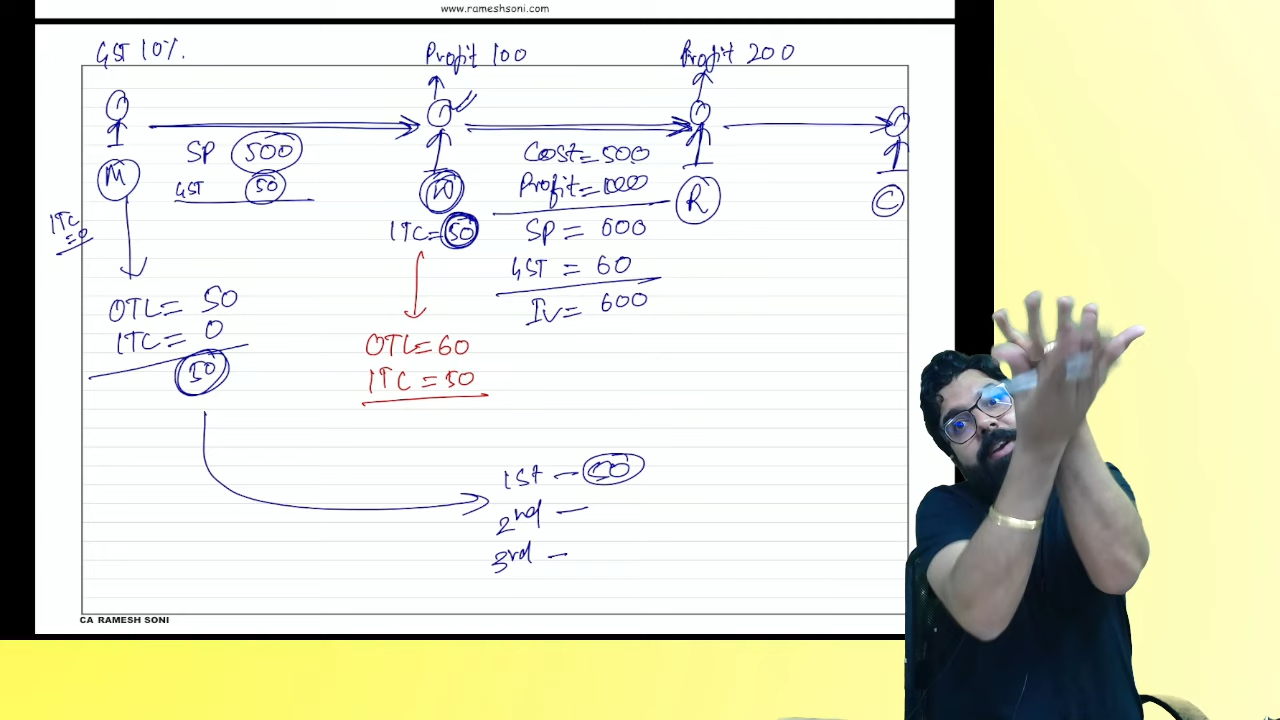 www.rameshsoni.com
GST 10%.
Profit 100
Profit 200
SP 500
GST 50
M
ITC
=0
OTL= 50
ITC= 0
50
W
ITC=50
OTL=60
ITC=50
Cost=500
Profit=100
SP = 600
GST = 60
IV= 600
R
C
1st - 50
2nd -
3rd -
CA RAMESH SONI